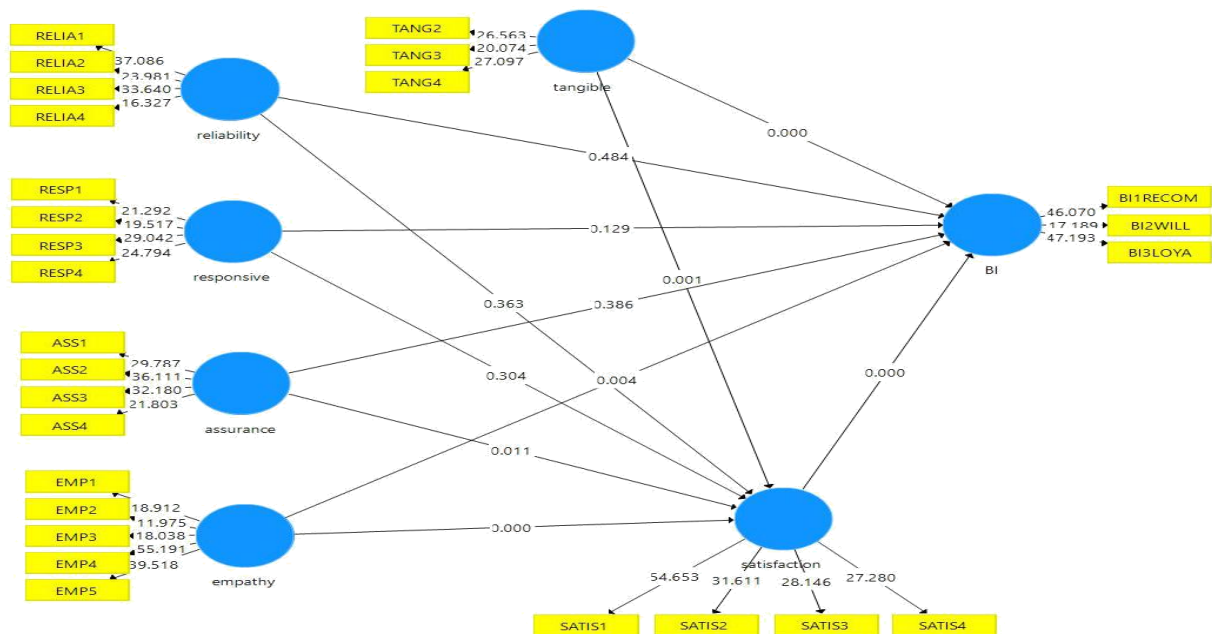 RELIA1
RELIA2
RELIA3
RELIA4
37.086
23.981
33.640
16.327
reliability
TANG2
TANG3
TANG4
26.563
20.074
27.097
tangible
0.000
0.484
RESP1
RESP2
RESP3
RESP4
21.292
19.517
29.042
24.794
responsive
0.129
0.001
0.363
0.386
BI
46.070
17.189
47.193
BI1RECOM
BI2WILL
BI3LOYA
ASS1
ASS2
ASS3
ASS4
29.787
36.111
32.180
21.803
assurance
0.304
0.004
0.000
0.011
EMP1
EMP2
EMP3
EMP4
EMP5
18.912
11.975
18.038
55.191
39.518
empathy
0.000
satisfaction
54.653
31.611
28.146
27.280
SATIS1
SATIS2
SATIS3
SATIS4